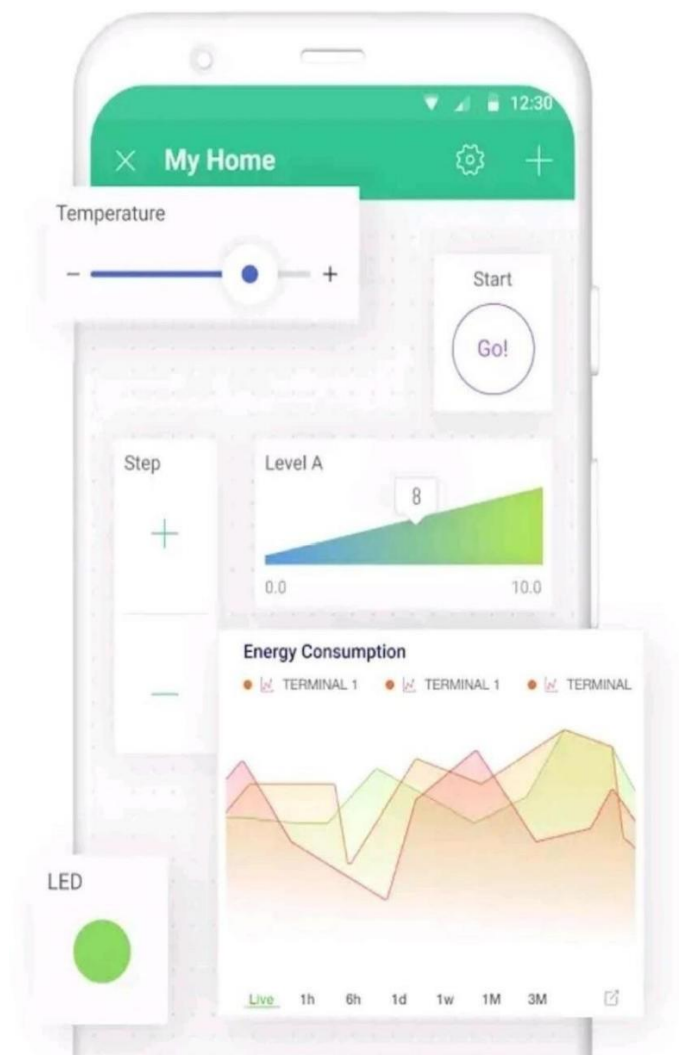 12:30
My Home
Temperature
− +
Start
Go!
Step
+
−
Level A
8
0.0 10.0
Energy Consumption
TERMINAL 1 TERMINAL 1 TERMINAL
LED
Live 1h 6h 1d 1w 1M 3M